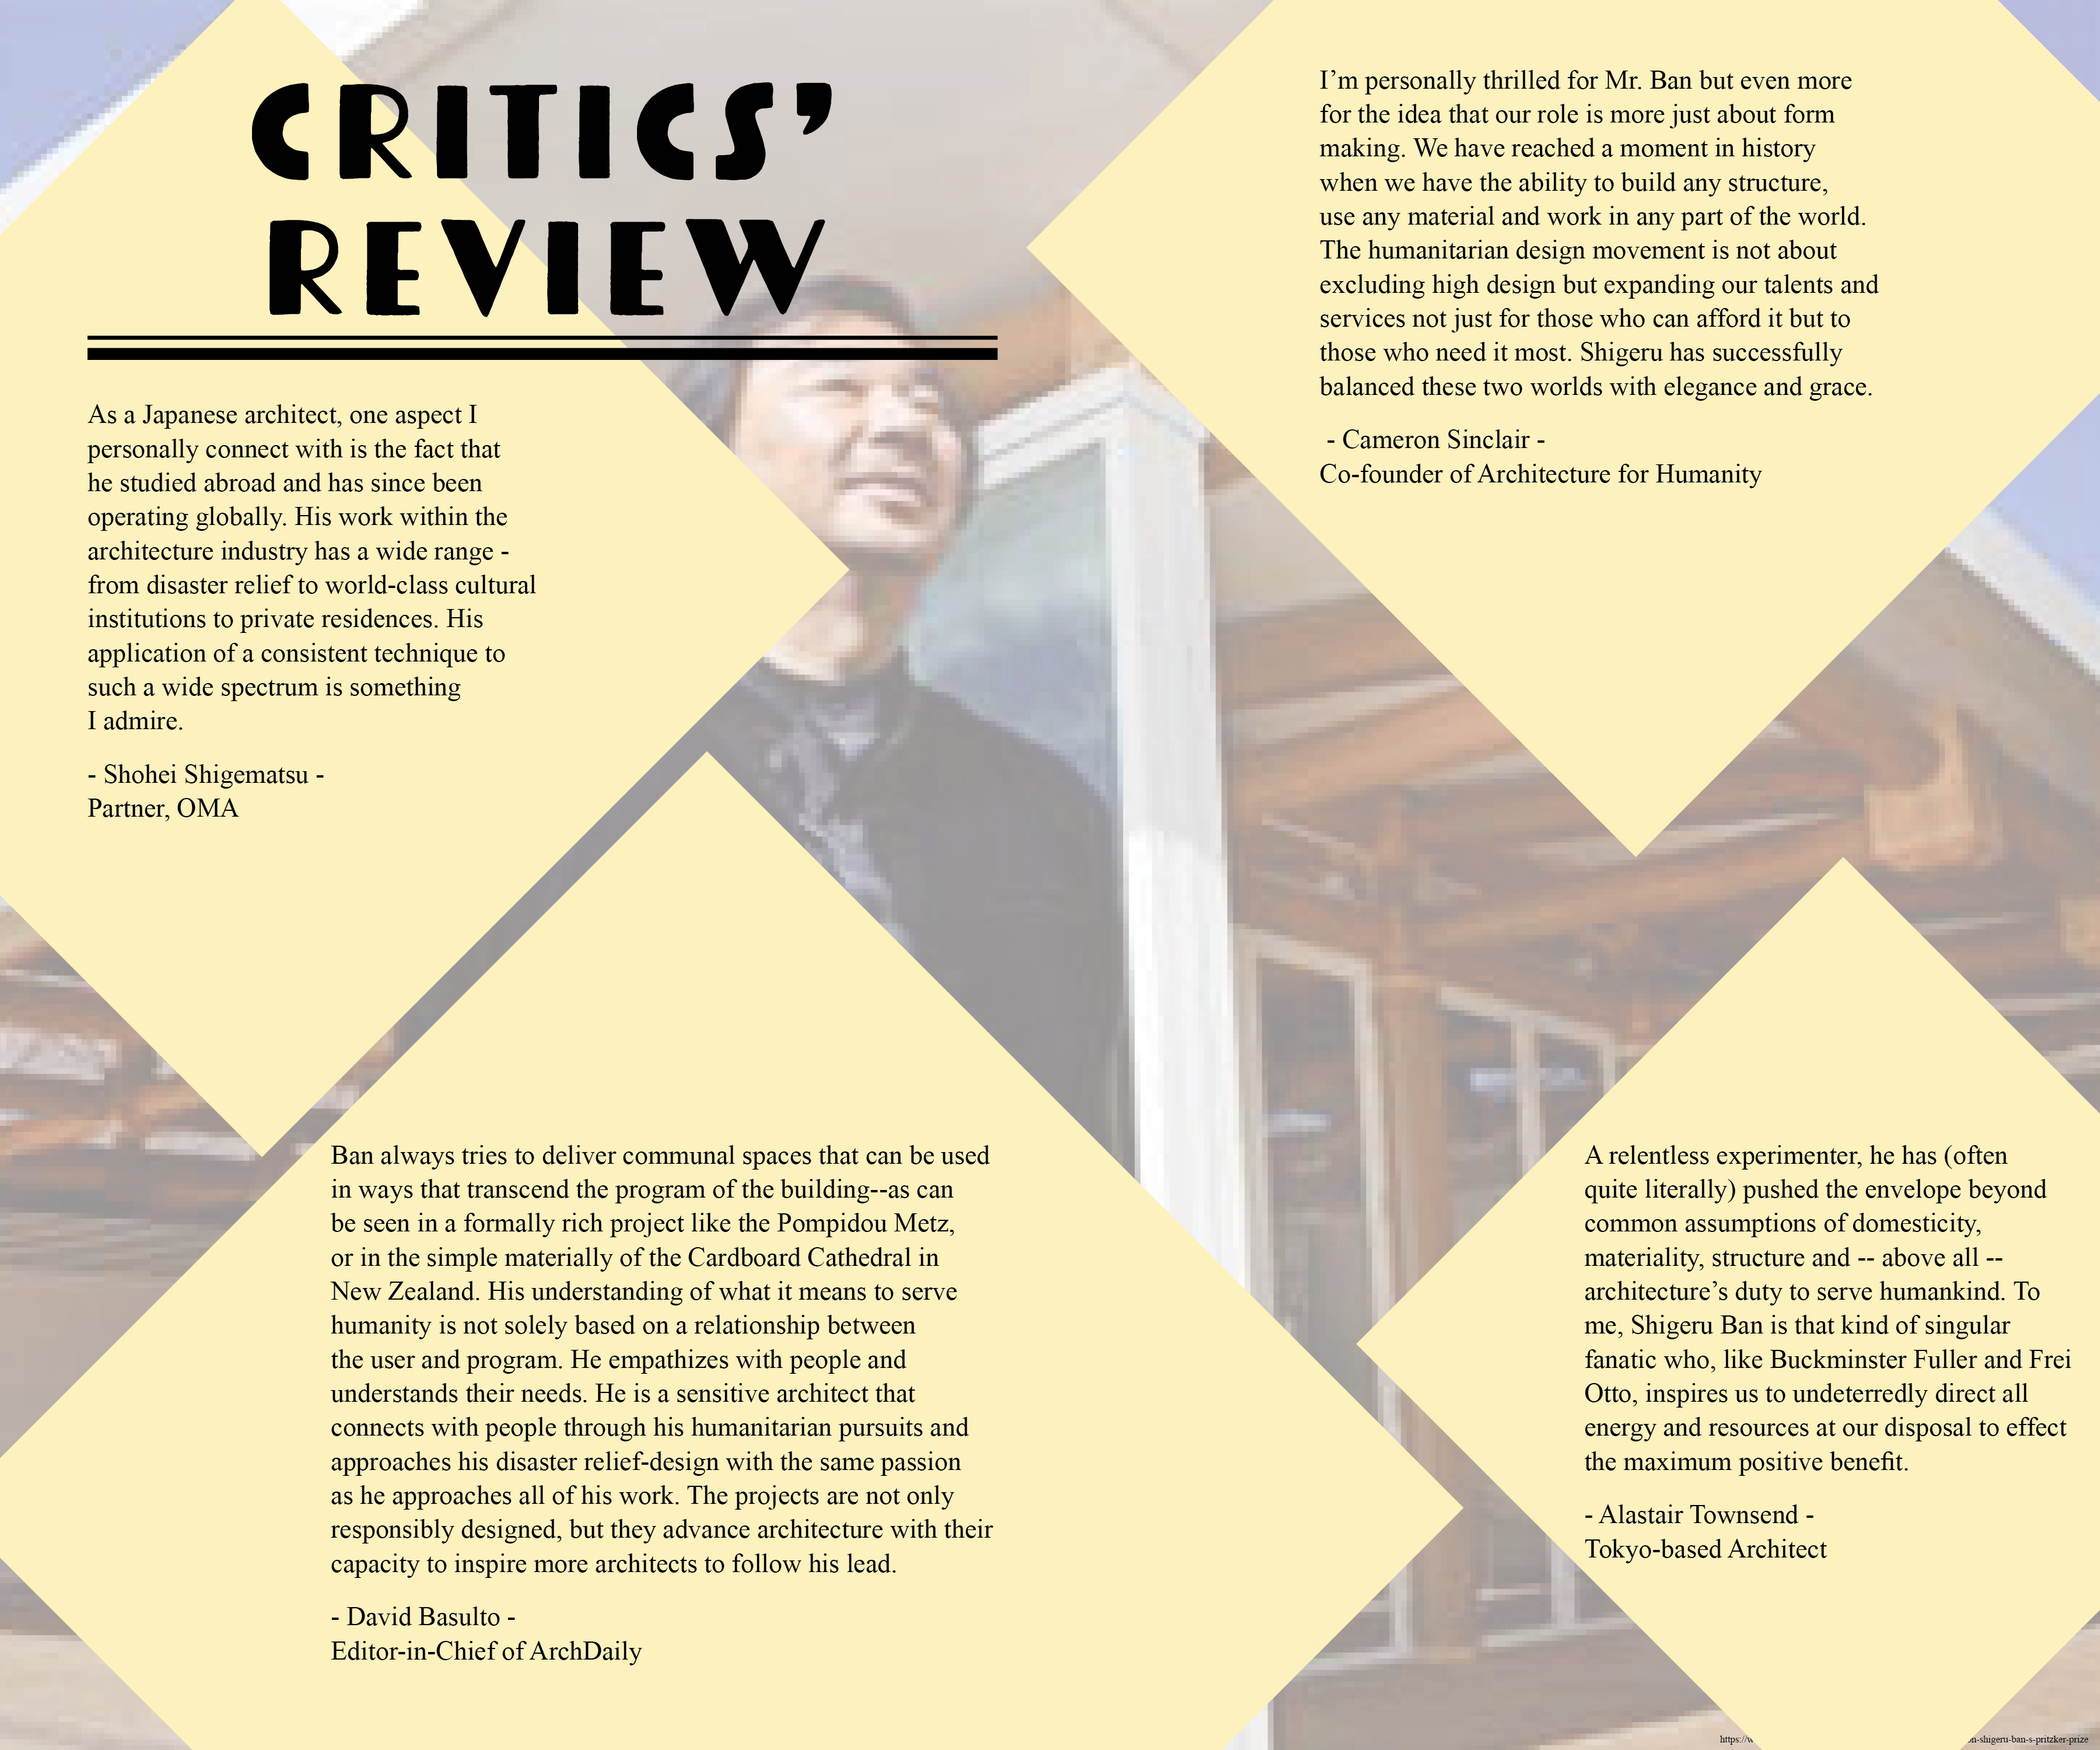 CRITICS’
REVIEW
As a Japanese architect, one aspect I
personally connect with is the fact that
he studied abroad and has since been
operating globally. His work within the
architecture industry has a wide range -
from disaster relief to world-class cultural
institutions to private residences. His
application of a consistent technique to
such a wide spectrum is something
I admire.
- Shohei Shigematsu -
Partner, OMA
I’m personally thrilled for Mr. Ban but even more
for the idea that our role is more just about form
making. We have reached a moment in history
when we have the ability to build any structure,
use any material and work in any part of the world.
The humanitarian design movement is not about
excluding high design but expanding our talents and
services not just for those who can afford it but to
those who need it most. Shigeru has successfully
balanced these two worlds with elegance and grace.
- Cameron Sinclair -
Co-founder of Architecture for Humanity
Ban always tries to deliver communal spaces that can be used
in ways that transcend the program of the building--as can
be seen in a formally rich project like the Pompidou Metz,
or in the simple materially of the Cardboard Cathedral in
New Zealand. His understanding of what it means to serve
humanity is not solely based on a relationship between
the user and program. He empathizes with people and
understands their needs. He is a sensitive architect that
connects with people through his humanitarian pursuits and
approaches his disaster relief-design with the same passion
as he approaches all of his work. The projects are not only
responsibly designed, but they advance architecture with their
capacity to inspire more architects to follow his lead.
- David Basulto -
Editor-in-Chief of ArchDaily
A relentless experimenter, he has (often
quite literally) pushed the envelope beyond
common assumptions of domesticity,
materiality, structure and -- above all --
architecture’s duty to serve humankind. To
me, Shigeru Ban is that kind of singular
fanatic who, like Buckminster Fuller and Frei
Otto, inspires us to undeterredly direct all
energy and resources at our disposal to effect
the maximum positive benefit.
- Alastair Townsend -
Tokyo-based Architect
https://w n-shigeru-ban-s-pritzker-prize